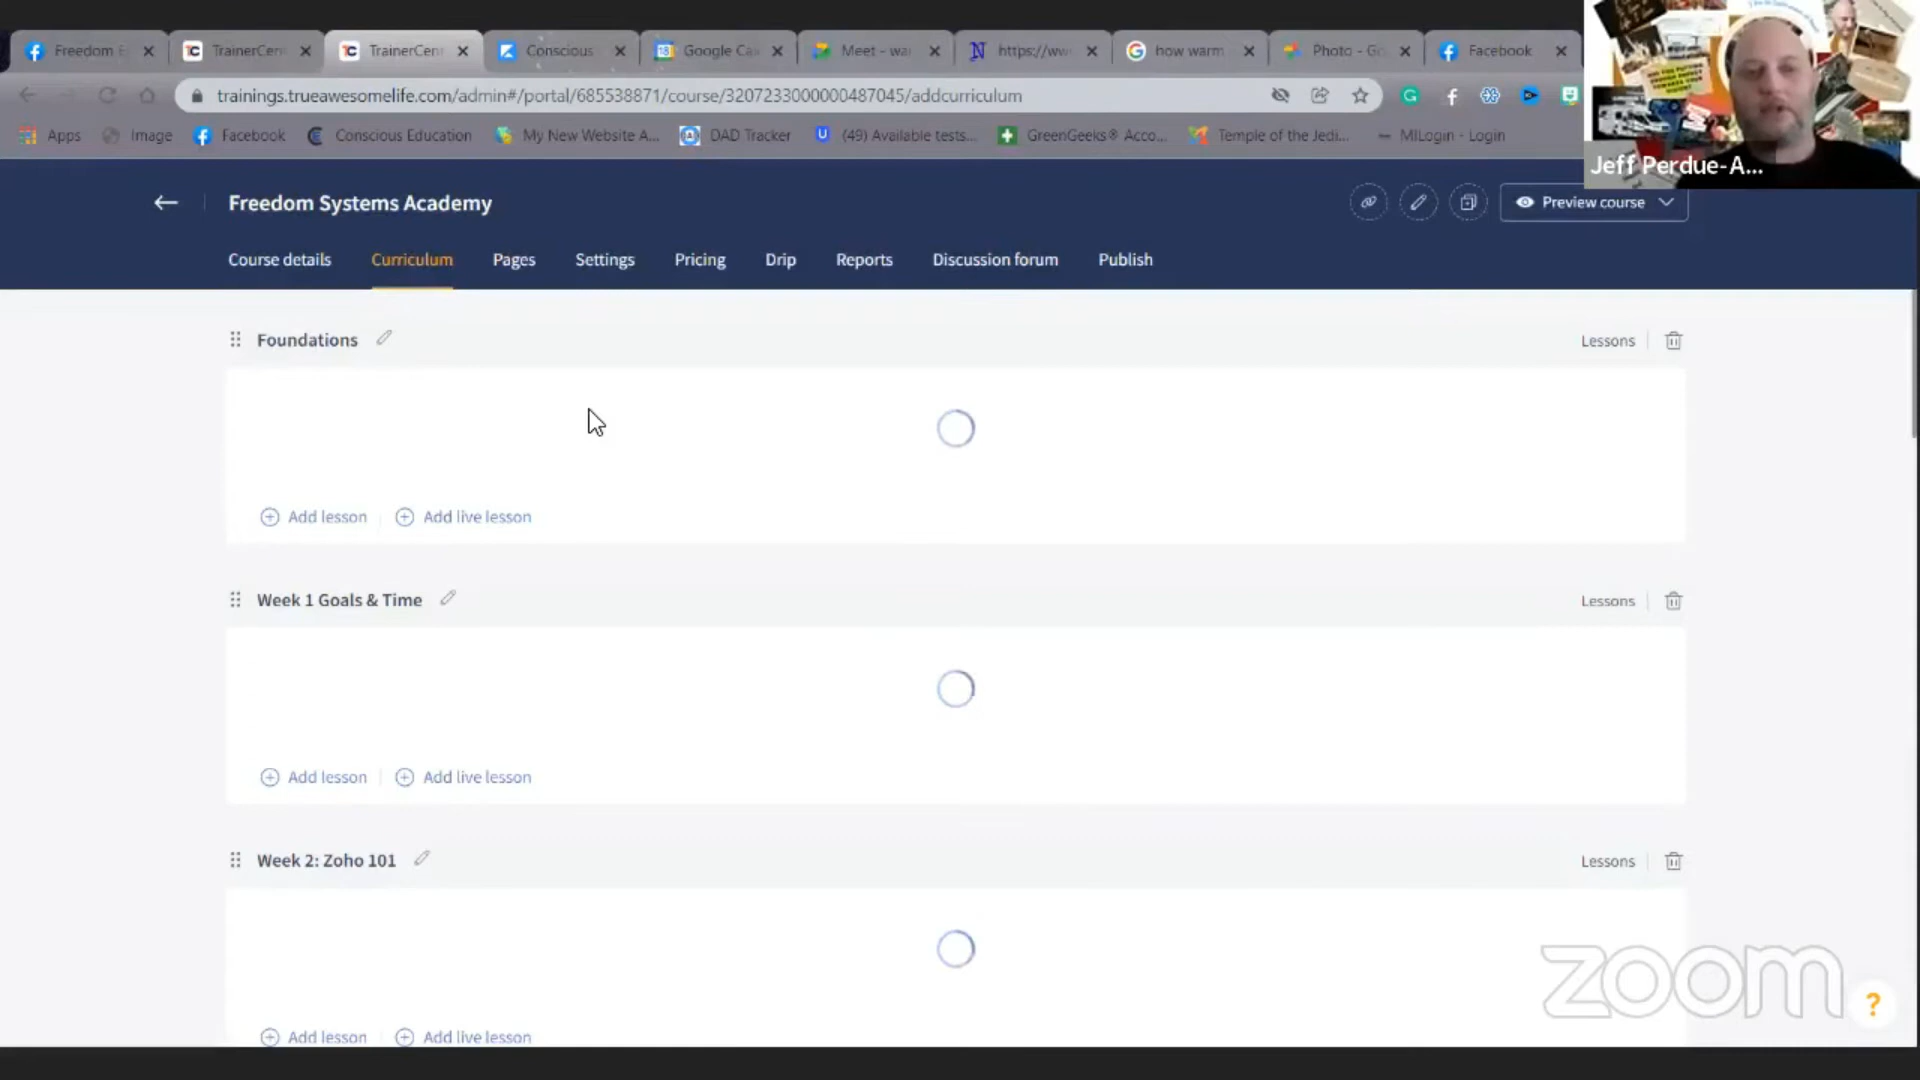 Freedom E
TrainerCen
TrainerCen
Conscious
Google Ca
Meet - wa
https://ww
how warm
Photo - Go
Facebook
trainings.trueawesomelife.com/admin#/portal/685538871/course/3207233000000487045/addcurriculum
Apps
Image
Facebook
Conscious Education
My New Website A...
DAD Tracker
(49) Available tests...
GreenGeeks® Acco...
Temple of the Jedi...
MILogin - Login
Jeff Perdue-A...
Freedom Systems Academy
Preview course
Course details
Curriculum
Pages
Settings
Pricing
Drip
Reports
Discussion forum
Publish
Foundations
Lessons
Add lesson
Add live lesson
Week 1 Goals & Time
Lessons
Add lesson
Add live lesson
Week 2: Zoho 101
Lessons
Add lesson
Add live lesson
zoom
?